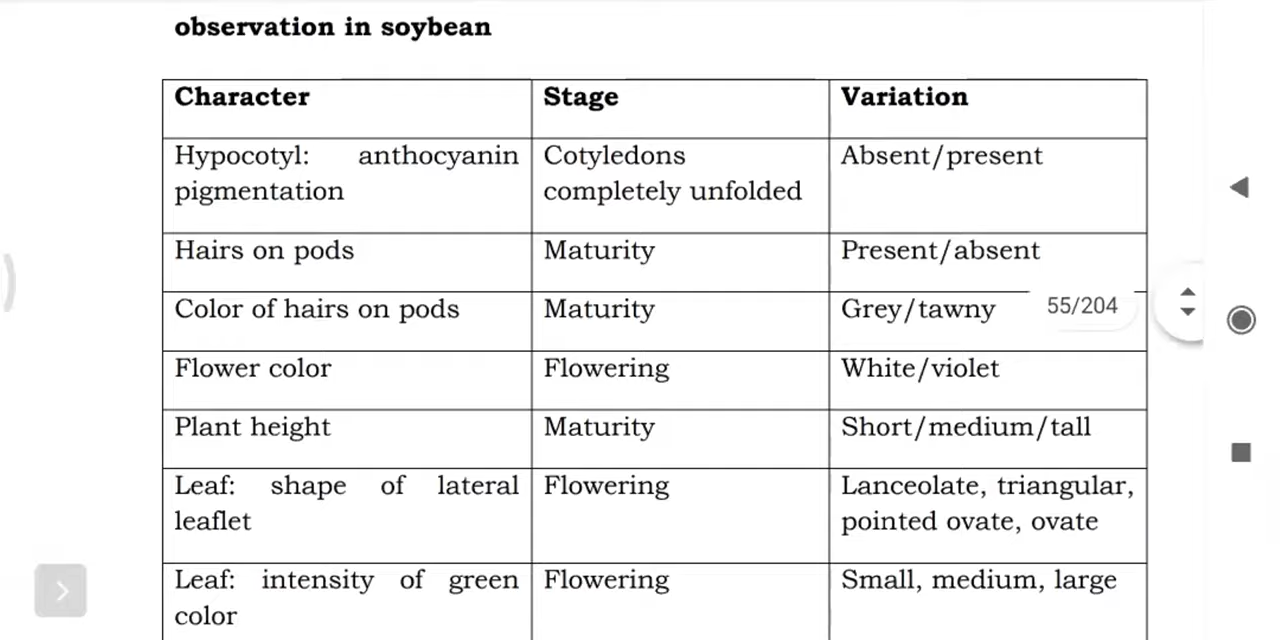 observation in soybean
Character Stage Variation
Hypocotyl: anthocyanin Cotyledons Absent/present
pigmentation completely unfolded
Hairs on pods Maturity Present/absent
Color of hairs on pods Maturity Grey/tawny 55/204
Flower color Flowering White/violet
Plant height Maturity Short/medium/tall
Leaf: shape of lateral Flowering Lanceolate, triangular,
leaflet pointed ovate, ovate
Leaf: intensity of green Flowering Small, medium, large
color